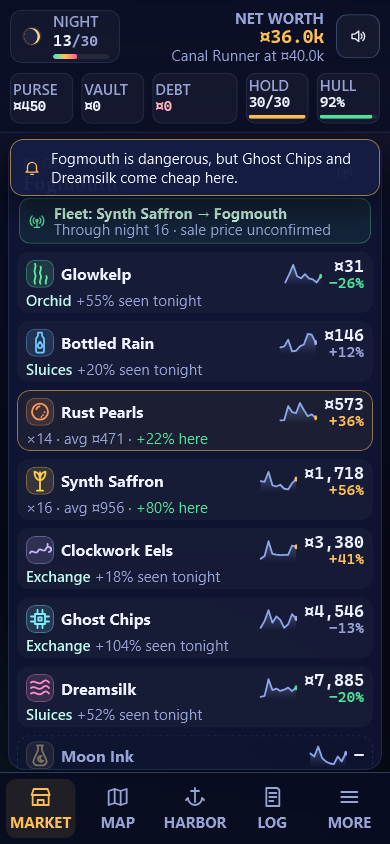 NIGHT
13/30
NET WORTH
¤36.0k
Canal Runner at ¤40.0k
PURSE
¤450
VAULT
¤0
DEBT
¤0
HOLD
30/30
HULL
92%
Fogmouth is dangerous, but Ghost Chips and
Dreamsilk come cheap here.
Fleet: Synth Saffron → Fogmouth
Through night 16 · sale price unconfirmed
Glowkelp
¤31
Orchid +55% seen tonight
−26%
Bottled Rain
¤146
Sluices +20% seen tonight
+12%
Rust Pearls
¤573
×14 · avg ¤471 · +22% here
+36%
Synth Saffron
¤1,718
×16 · avg ¤956 · +80% here
+56%
Clockwork Eels
¤3,380
Exchange +18% seen tonight
+41%
Ghost Chips
¤4,546
Exchange +104% seen tonight
−13%
Dreamsilk
¤7,885
Sluices +52% seen tonight
−20%
Moon Ink
—
MARKET
MAP
HARBOR
LOG
MORE